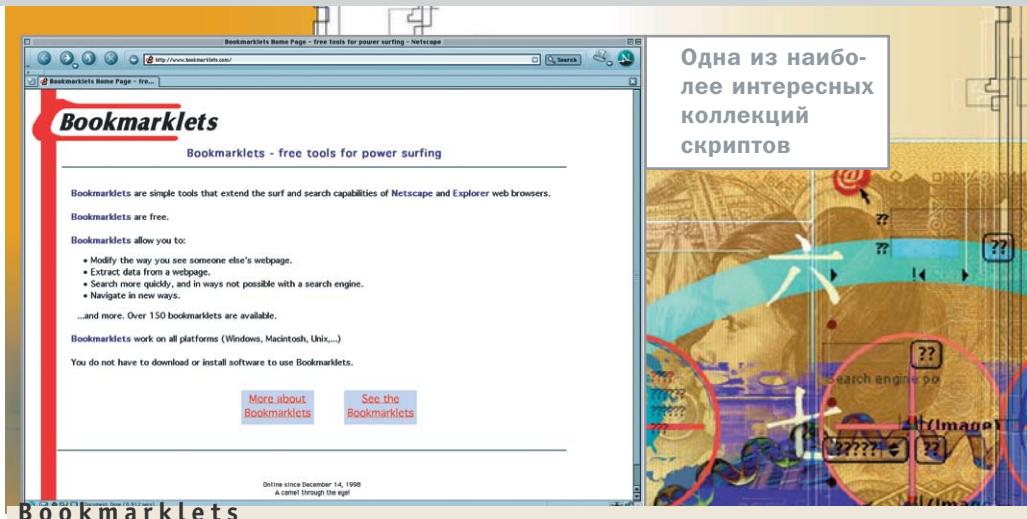 Bookmarklets Home Page - free tools for power surfing - Netscape
http://www.bookmarklets.com/
Search
Bookmarklets Home Page - fre...
Одна из наибо-
лее интересных
коллекций
скриптов
Bookmarklets
Bookmarklets - free tools for power surfing
Bookmarklets are simple tools that extend the surf and search capabilities of Netscape and Explorer web browsers.
Bookmarklets are free.
Bookmarklets allow you to:
• Modify the way you see someone else's webpage.
• Extract data from a webpage.
• Search more quickly, and in ways not possible with a search engine.
• Navigate in new ways.
...and more. Over 150 bookmarklets are available.
Bookmarklets work on all platforms (Windows, Macintosh, Unix,...)
You do not have to download or install software to use Bookmarklets.
More about
Bookmarklets
See the
Bookmarklets
Online since December 14, 1998
A camel through the eye!
@
??
??
??
六
!
??
Search engine po
????
??????
??????
???
七
(Image)
?????
??
(Image)
Bookmarklets